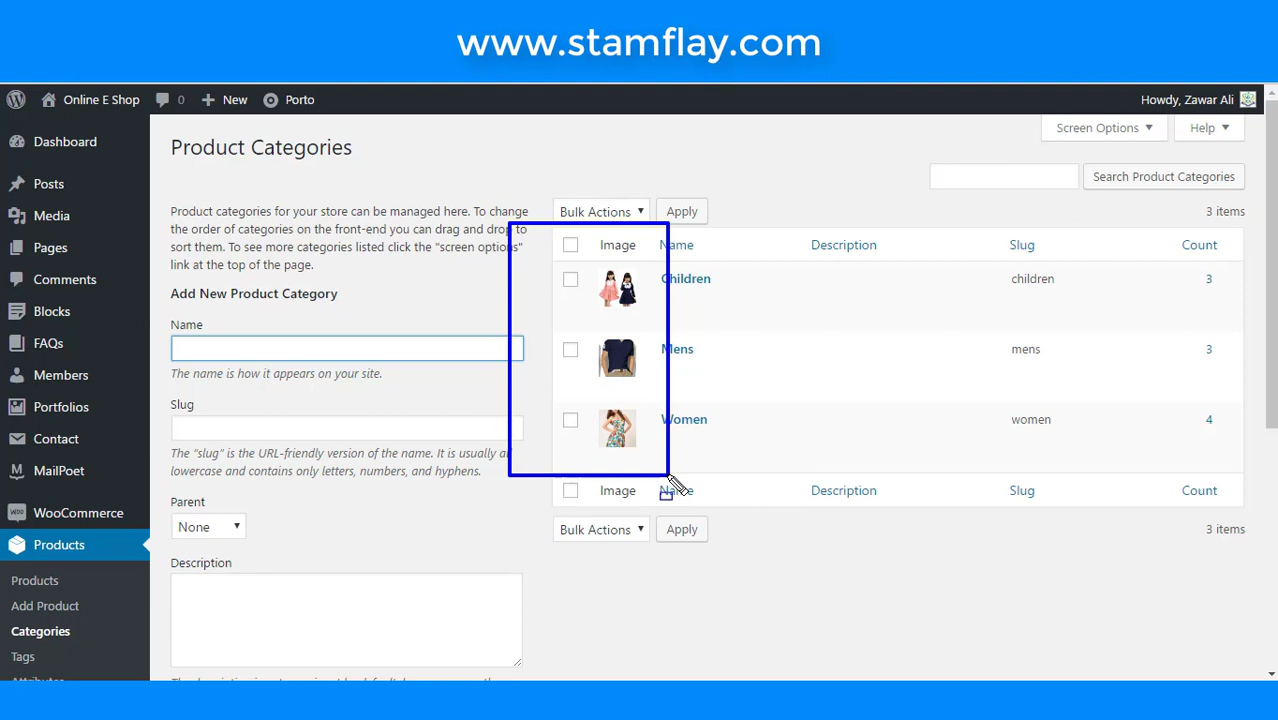 www.stamflay.com
Online E Shop
0
New
Porto
Howdy, Zawar Ali
Dashboard
Posts
Media
Pages
Comments
Blocks
FAQs
Members
Portfolios
Contact
MailPoet
WooCommerce
Products
Products
Add Product
Categories
Tags
Attributes
Screen Options
Help
Product Categories
Search Product Categories
Product categories for your store can be managed here. To change
the order of categories on the front-end you can drag and drop to
sort them. To see more categories listed click the "screen options"
link at the top of the page.
Add New Product Category
Name
The name is how it appears on your site.
Slug
The "slug" is the URL-friendly version of the name. It is usually all
lowercase and contains only letters, numbers, and hyphens.
Parent
None
Description
Bulk Actions
Apply
3 items
Image Name Description Slug Count
Children children 3
Mens mens 3
Women women 4
Image Name Description Slug Count
Bulk Actions
Apply
3 items